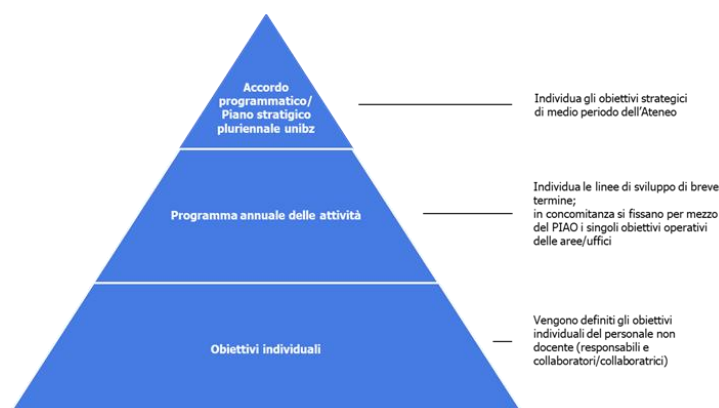 Accordo
programmatico/
Piano stratigico
pluriennale unibz
Individua gli obiettivi strategici
di medio periodo dell'Ateneo
Programma annuale delle attività
Individua le linee di sviluppo di breve
termine;
in concomitanza si fissano per mezzo
del PIAO i singoli obiettivi operativi
delle aree/uffici
Obiettivi individuali
Vengono definiti gli obiettivi
individuali del personale non
docente (responsabili e
collaboratori/collaboratrici)